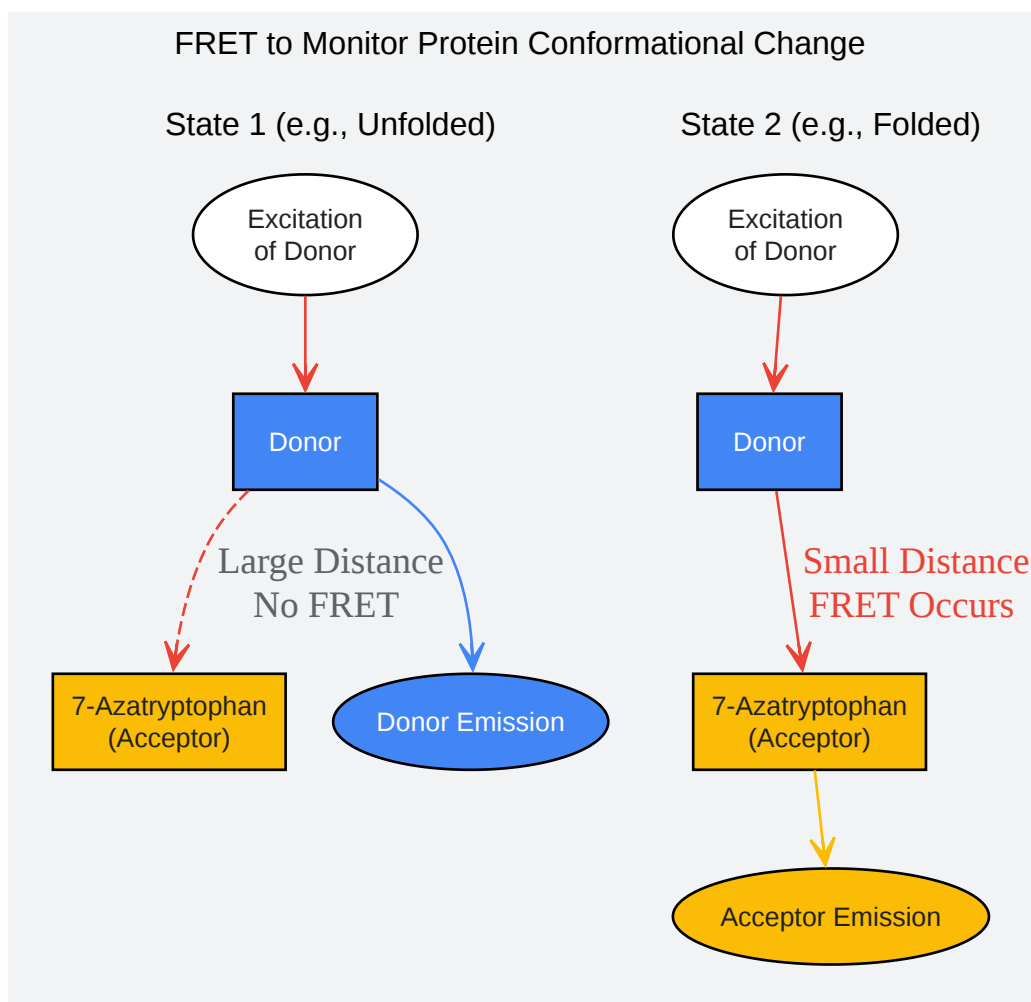 FRET to Monitor Protein Conformational Change
State 1 (e.g., Unfolded)
Excitation
of Donor
Donor
Large Distance
No FRET
7-Azatryptophan
(Acceptor)
Donor Emission
State 2 (e.g., Folded)
Excitation
of Donor
Donor
Small Distance
FRET Occurs
7-Azatryptophan
(Acceptor)
Acceptor Emission